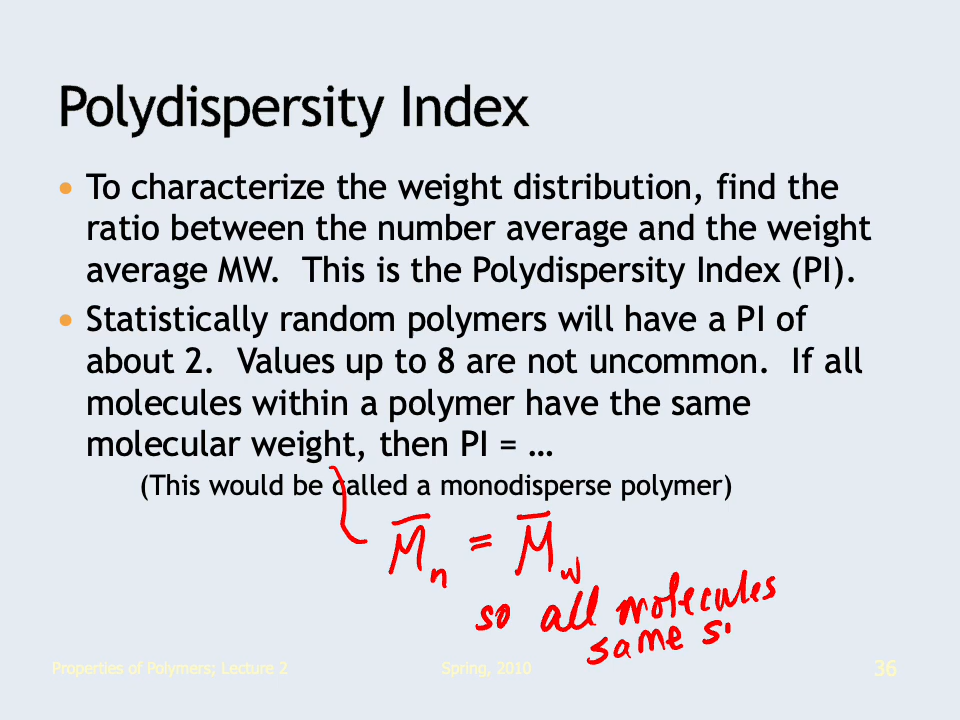 Polydispersity Index
• To characterize the weight distribution, find the
ratio between the number average and the weight
average MW. This is the Polydispersity Index (PI).
• Statistically random polymers will have a PI of
about 2. Values up to 8 are not uncommon. If all
molecules within a polymer have the same
molecular weight, then PI = …
(This would be called a monodisperse polymer)
M̅n = M̅w
so all molecules
same si
Properties of Polymers; Lecture 2 Spring, 2010 36